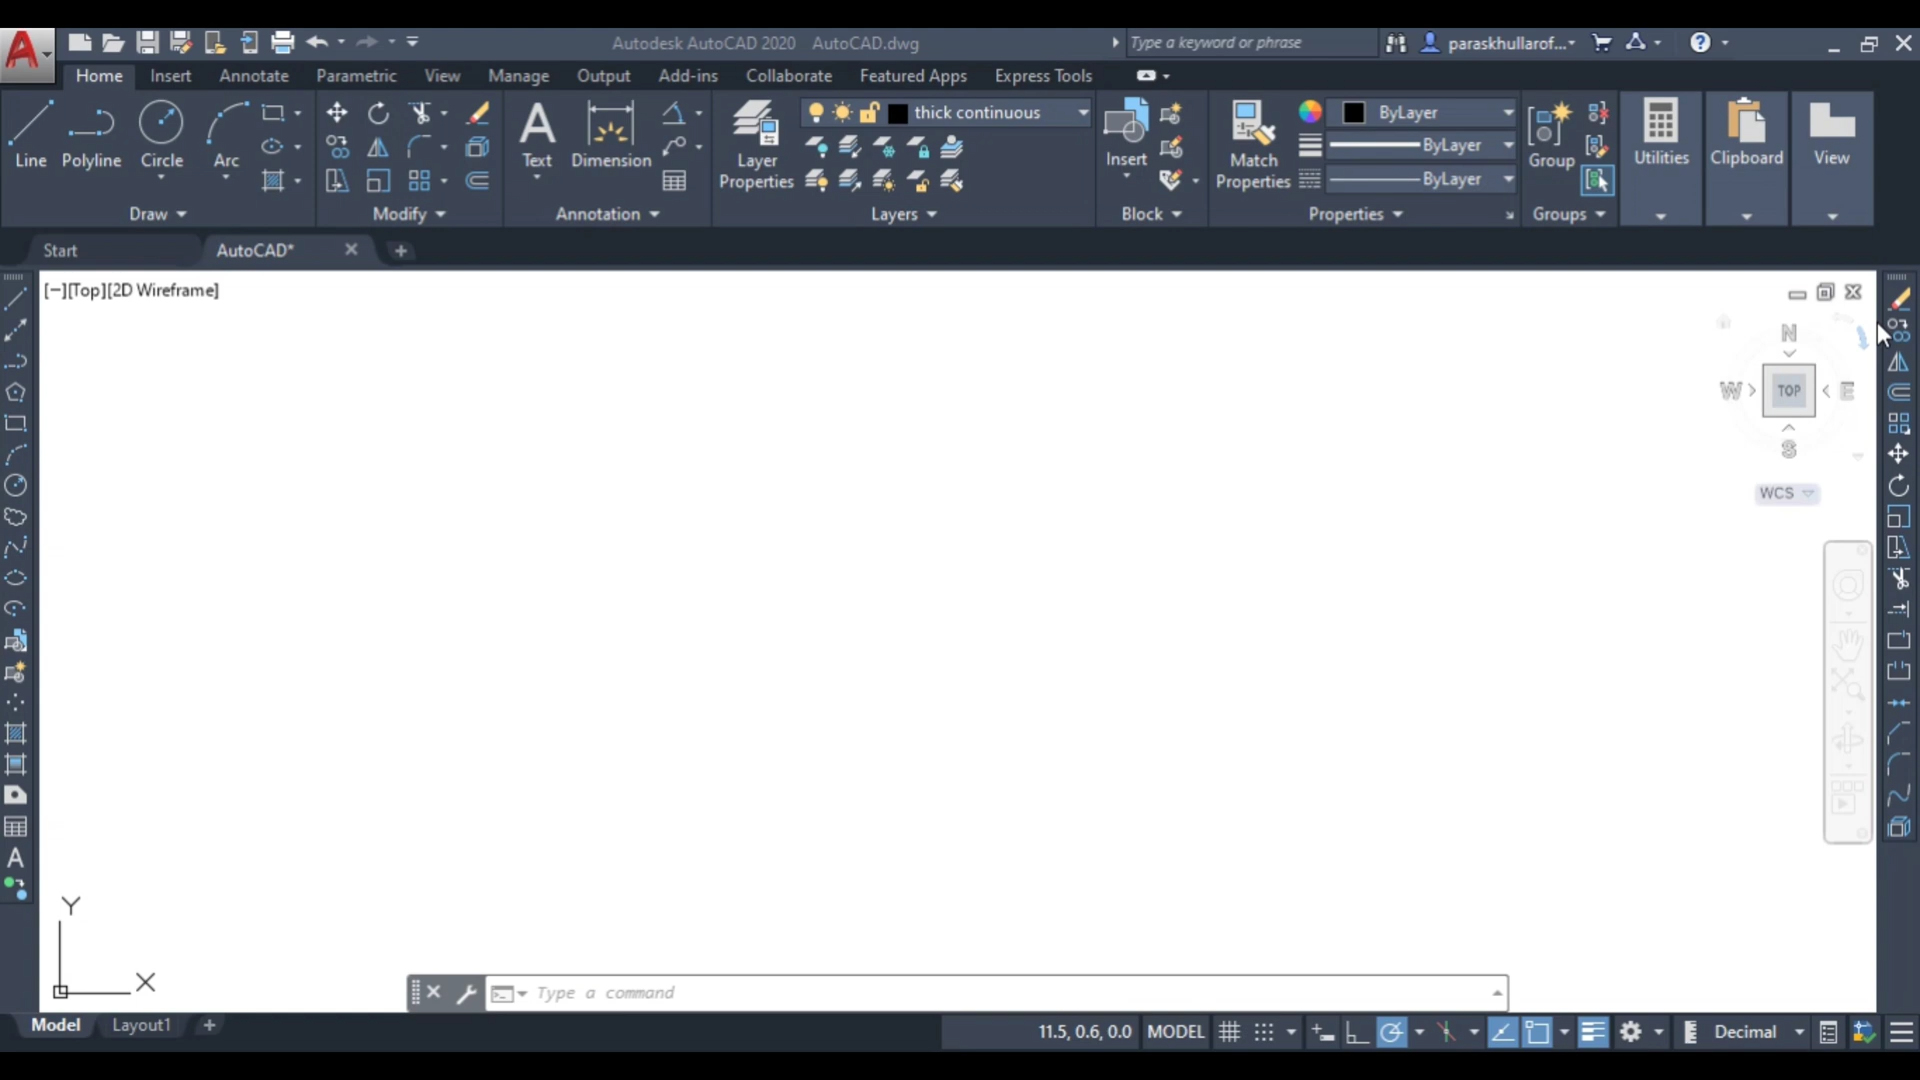 Autodesk AutoCAD 2020 AutoCAD.dwg
Type a keyword or phrase
paraskhullarof...
Home Insert Annotate Parametric View Manage Output Add-ins Collaborate Featured Apps Express Tools
thick continuous
ByLayer
ByLayer
ByLayer
Line Polyline Circle Arc
Text Dimension
Layer Properties
Insert
Match Properties
Group
Utilities Clipboard View
Draw Modify Annotation Layers Block Properties Groups
Start AutoCAD*
[−][Top][2D Wireframe]
N
W TOP E
S
WCS
Y
X
Type a command
Model Layout1
11.5, 0.6, 0.0 MODEL Decimal